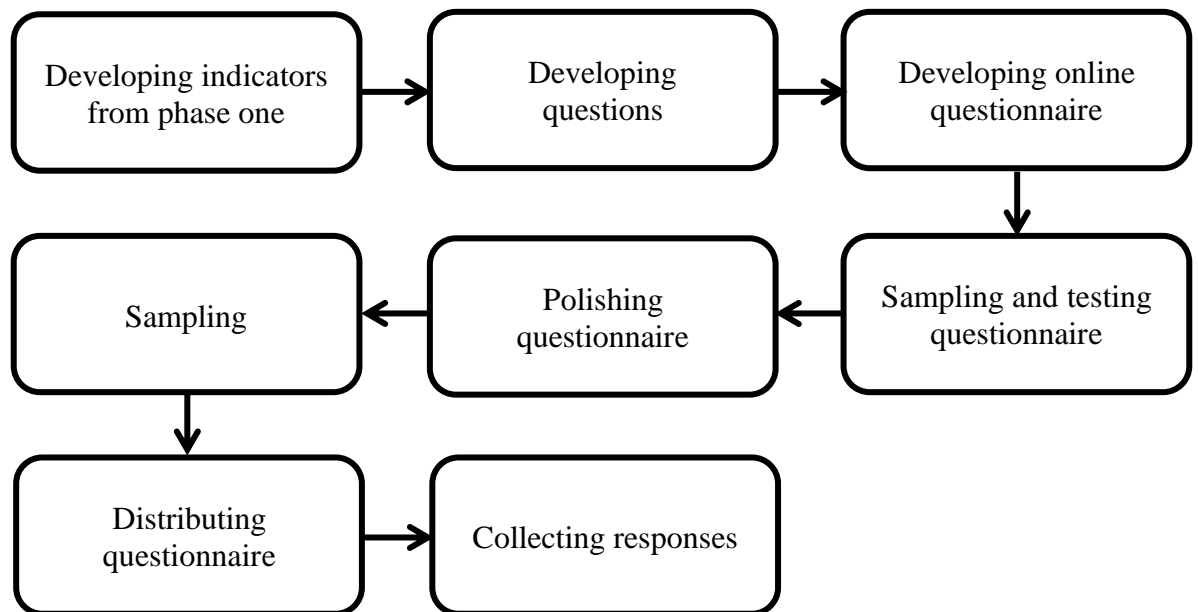 Developing indicators
from phase one
Developing
questions
Developing online
questionnaire
Sampling
Polishing
questionnaire
Sampling and testing
questionnaire
Distributing
questionnaire
Collecting responses